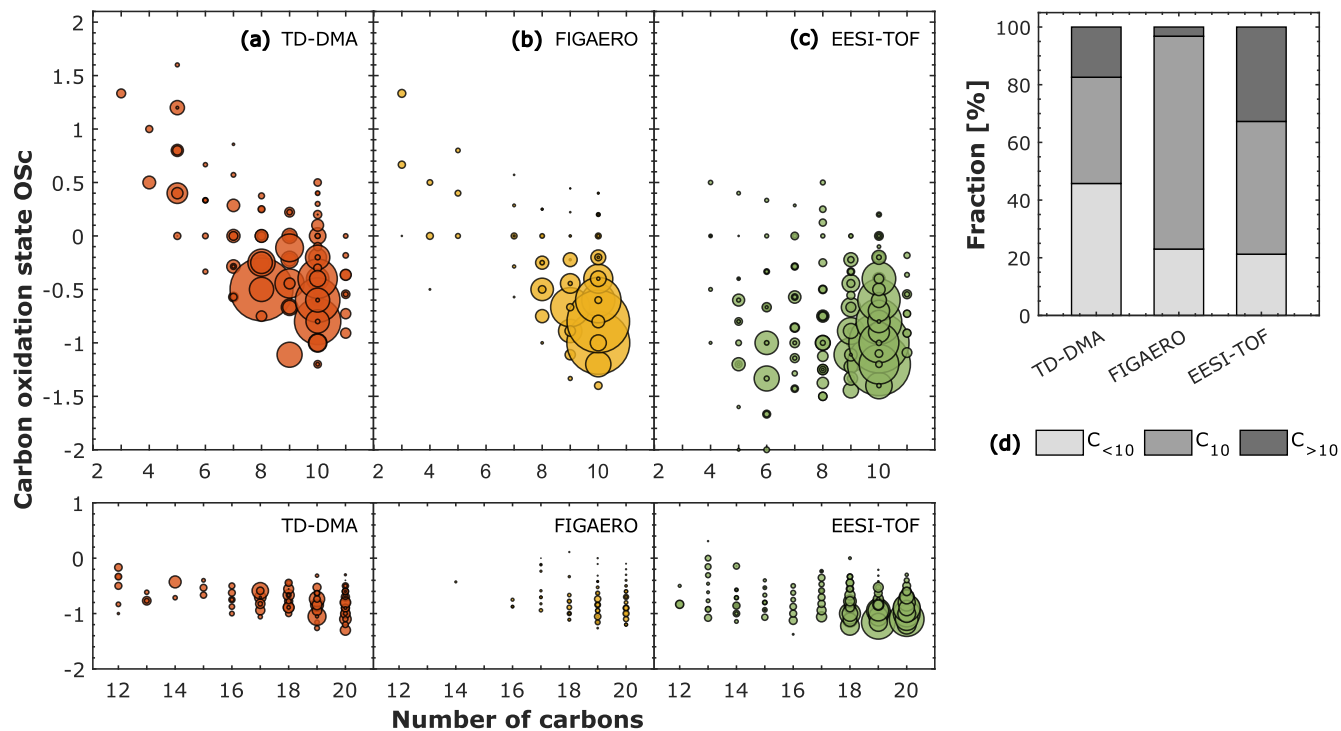 (a) TD-DMA
(b) FIGAERO
(c) EESI-TOF
Carbon oxidation state OSc
2
1.5
1
0.5
0
-0.5
-1
-1.5
-2
2 4 6 8 10
2 4 6 8 10
2 4 6 8 10
TD-DMA
FIGAERO
EESI-TOF
1
0
-1
-2
12 14 16 18 20
12 14 16 18 20
12 14 16 18 20
Number of carbons
Fraction [%]
100
80
60
40
20
0
TD-DMA
FIGAERO
EESI-TOF
(d) C<10 C10 C>10